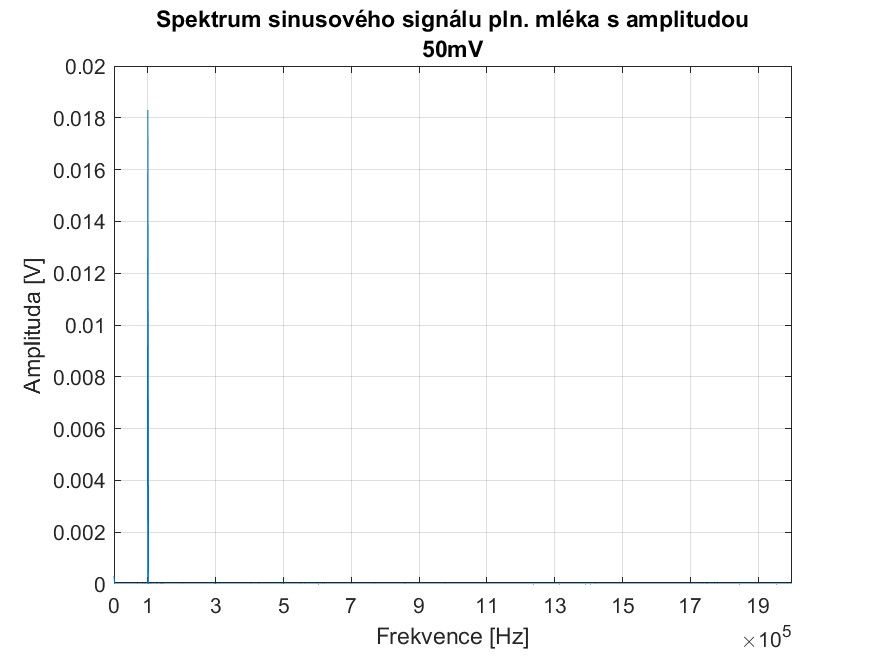 Spektrum sinusového signálu pln. mléka s amplitudou
50mV
0.02
0.018
0.016
0.014
0.012
0.01
0.008
0.006
0.004
0.002
0
Amplituda [V]
0 1 3 5 7 9 11 13 15 17 19
Frekvence [Hz]
×10⁵